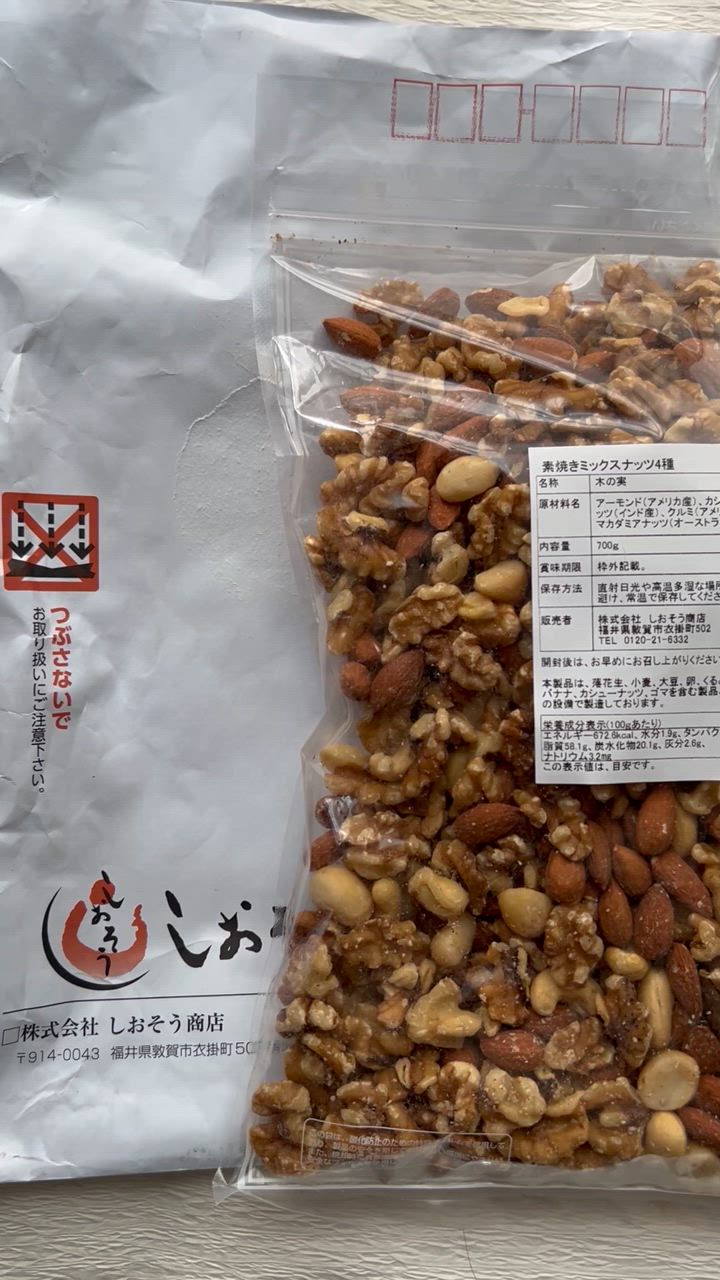 素焼きミックスナッツ4種
名称 木の実
原材料名 アーモンド(アメリカ産)、カシ
ッツ(インド産)、クルミ(アメリ
マカダミアナッツ(オーストラ
内容量 700g
賞味期限 枠外記載。
保存方法 直射日光や高温多湿な場所
避け、常温で保存してくださ
販売者 株式会社 しおそう商店
福井県敦賀市衣掛町502
TEL 0120-21-6332
開封後は、お早めにお召し上がりください
本製品は、落花生、小麦、大豆、卵、くるみ
バナナ、カシューナッツ、ゴマを含む製品
の設備で製造しております。
栄養成分表示(100gあたり)
エネルギー672.6kcal、水分1.9g、タンパク
脂質58.1g、炭水化物20.1g、灰分2.6g、
ナトリウム3.2mg
この表示値は、目安です。
つぶさないで
お取り扱いにご注意下さい。
しおそう
しお
株式会社 しおそう商店
〒914-0043 福井県敦賀市衣掛町50
この袋は、酸化防止のための